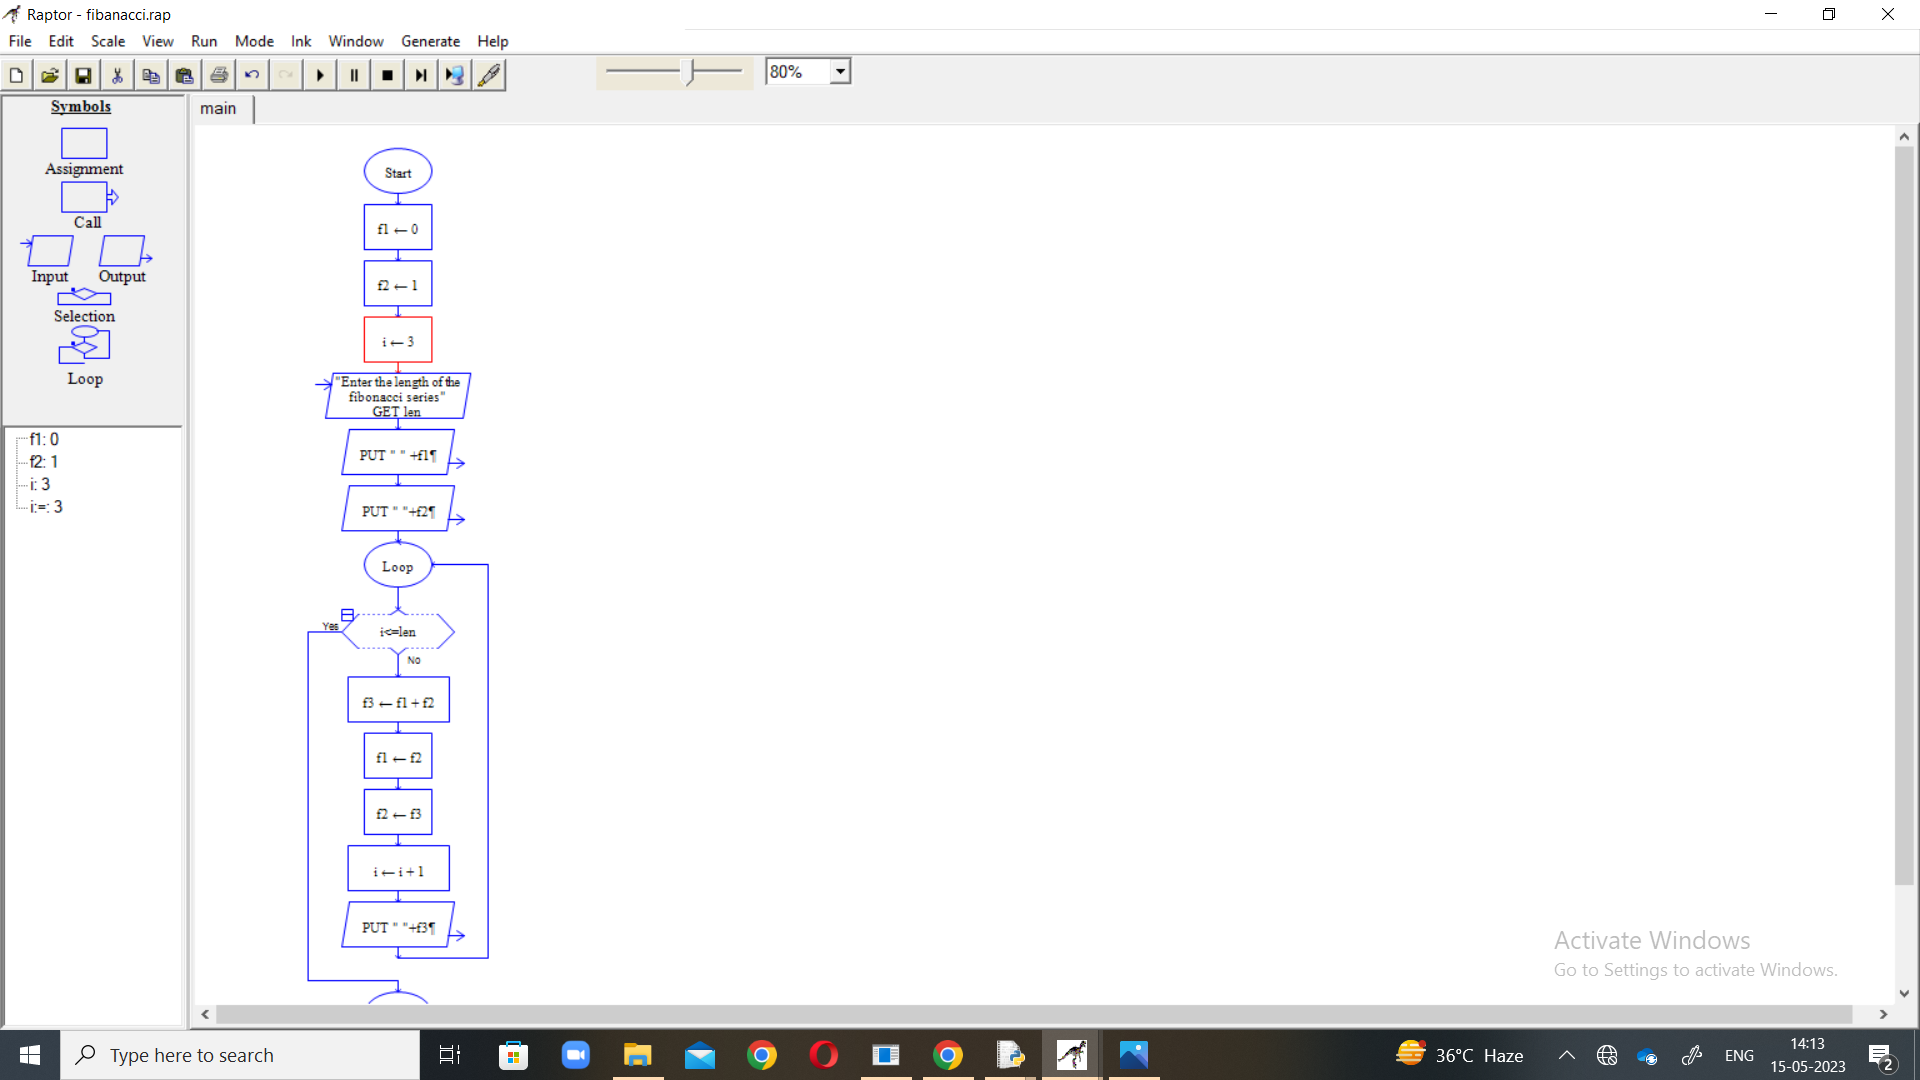 Raptor - fibanacci.rap
File Edit Scale View Run Mode Ink Window Generate Help
80%
Symbols
Assignment
Call
Input Output
Selection
Loop
f1: 0
f2: 1
i: 3
i:=: 3
main
Start
f1 ← 0
f2 ← 1
i ← 3
"Enter the length of the
fibonacci series"
GET len
PUT " " +f1¶
PUT " "+f2¶
Loop
Yes
i<=len
No
f3 ← f1 + f2
f1 ← f2
f2 ← f3
i ← i + 1
PUT " "+f3¶
Activate Windows
Go to Settings to activate Windows.
Type here to search
36°C Haze
ENG
14:13
15-05-2023
2